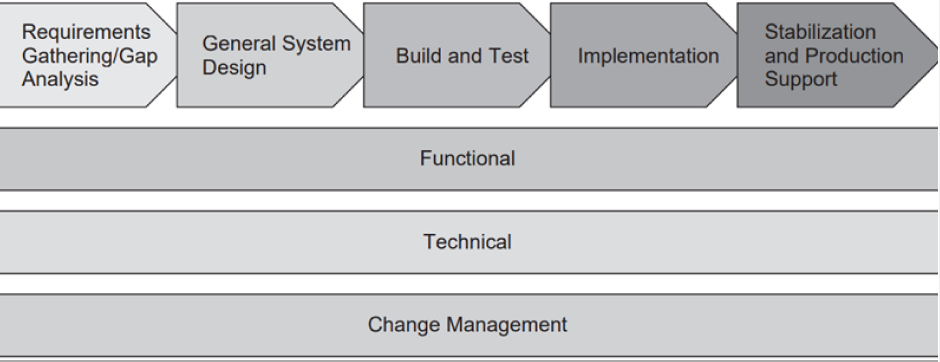 Requirements
Gathering/Gap
Analysis
General System
Design
Build and Test
Implementation
Stabilization
and Production
Support
Functional
Technical
Change Management